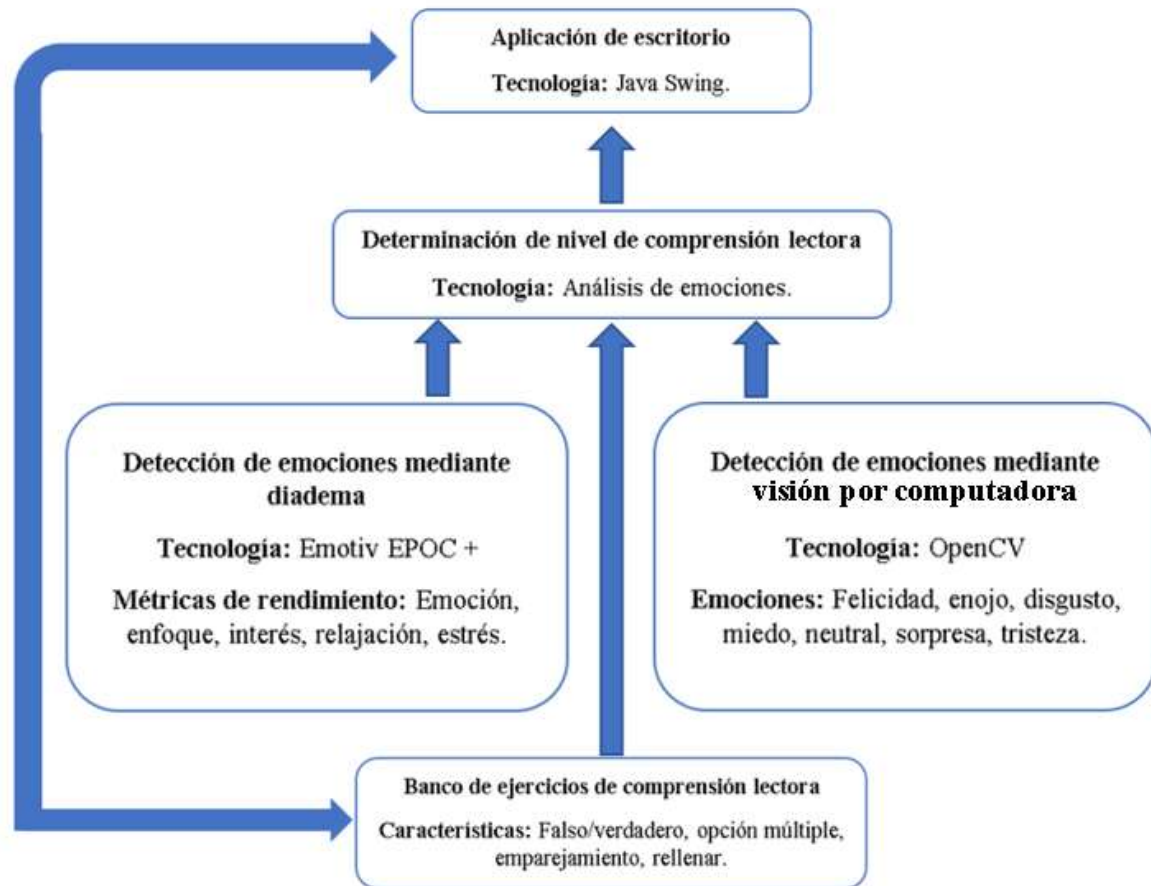 Aplicación de escritorio
Tecnología: Java Swing.
Determinación de nivel de comprensión lectora
Tecnología: Análisis de emociones.
Detección de emociones mediante
diadema
Tecnología: Emotiv EPOC +
Métricas de rendimiento: Emoción,
enfoque, interés, relajación, estrés.
Detección de emociones mediante
visión por computadora
Tecnología: OpenCV
Emociones: Felicidad, enojo, disgusto,
miedo, neutral, sorpresa, tristeza.
Banco de ejercicios de comprensión lectora
Características: Falso/verdadero, opción múltiple,
emparejamiento, rellenar.